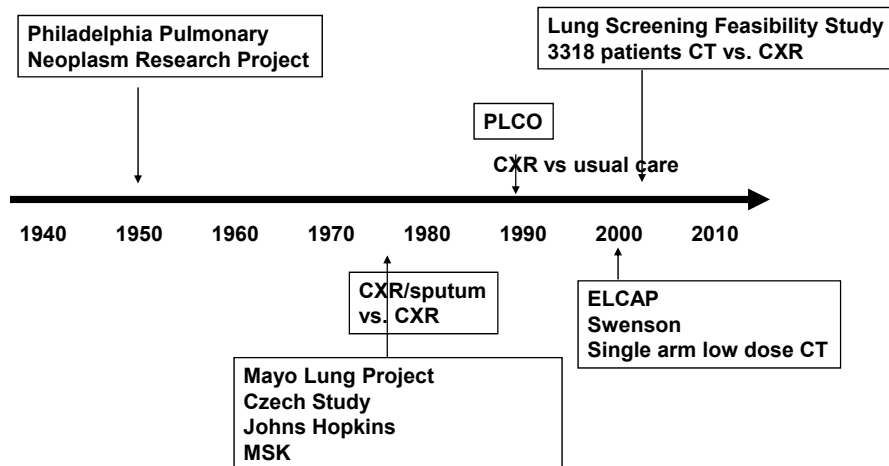 Philadelphia Pulmonary
Neoplasm Research Project
Lung Screening Feasibility Study
3318 patients CT vs. CXR
PLCO
CXR vs usual care
1940 1950 1960 1970 1980 1990 2000 2010
CXR/sputum
vs. CXR
ELCAP
Swenson
Single arm low dose CT
Mayo Lung Project
Czech Study
Johns Hopkins
MSK